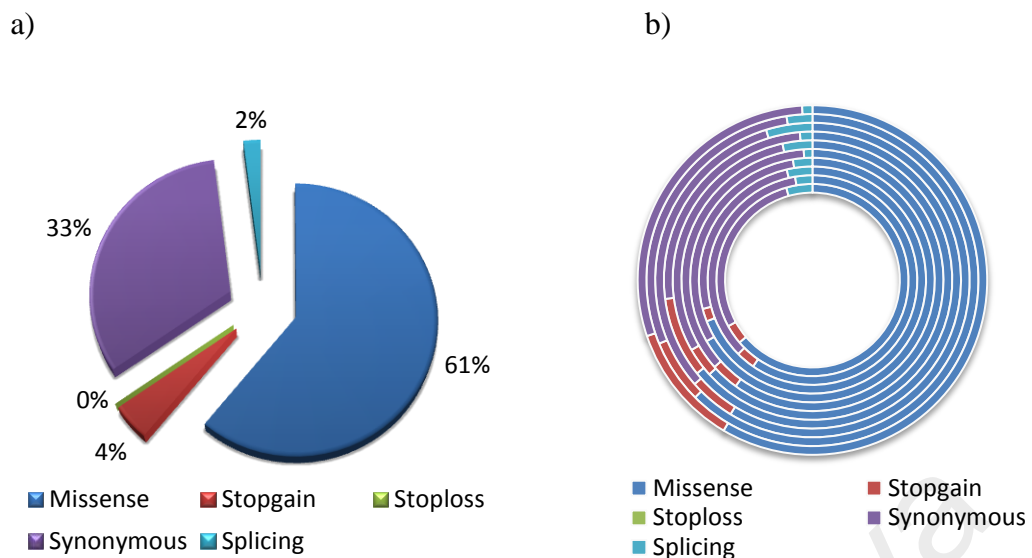 a)
b)
2%
33%
61%
0%
4%
Missense Stopgain Stoploss
Synonymous Splicing
Missense Stopgain
Stoploss Synonymous
Splicing